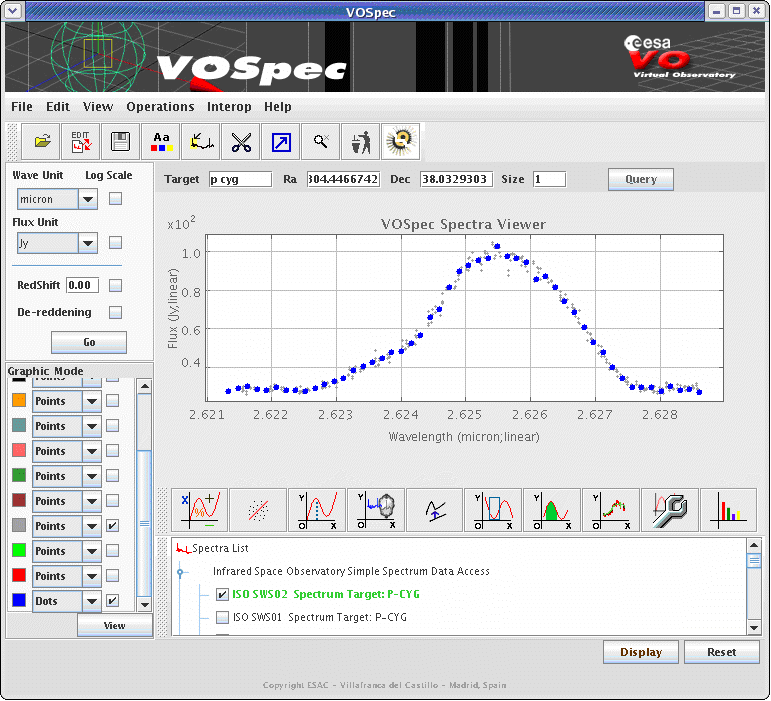 VOSpec
VOSpec
esa
VO
Virtual Observatory
File Edit View Operations Interop Help
EDIT
Aa
Wave Unit Log Scale
micron
Flux Unit
Jy
RedShift 0.00
De-reddening
Go
Target p cyg Ra 304.4466742 Dec 38.0329303 Size 1 Query
VOSpec Spectra Viewer
x10²
1.0
0.8
0.6
0.4
Flux (Jy;linear)
2.621 2.622 2.623 2.624 2.625 2.626 2.627 2.628
Wavelength (micron;linear)
Graphic Mode
Points
Points
Points
Points
Points
Points
Points
Points
Points
Dots
View
X + −
Y O X
Y O X
Y O X
Y O X
Y O X
Spectra List
Infrared Space Observatory Simple Spectrum Data Access
ISO SWS02 Spectrum Target: P-CYG
ISO SWS01 Spectrum Target: P-CYG
Display Reset
Copyright ESAC - Villafranca del Castillo - Madrid, Spain